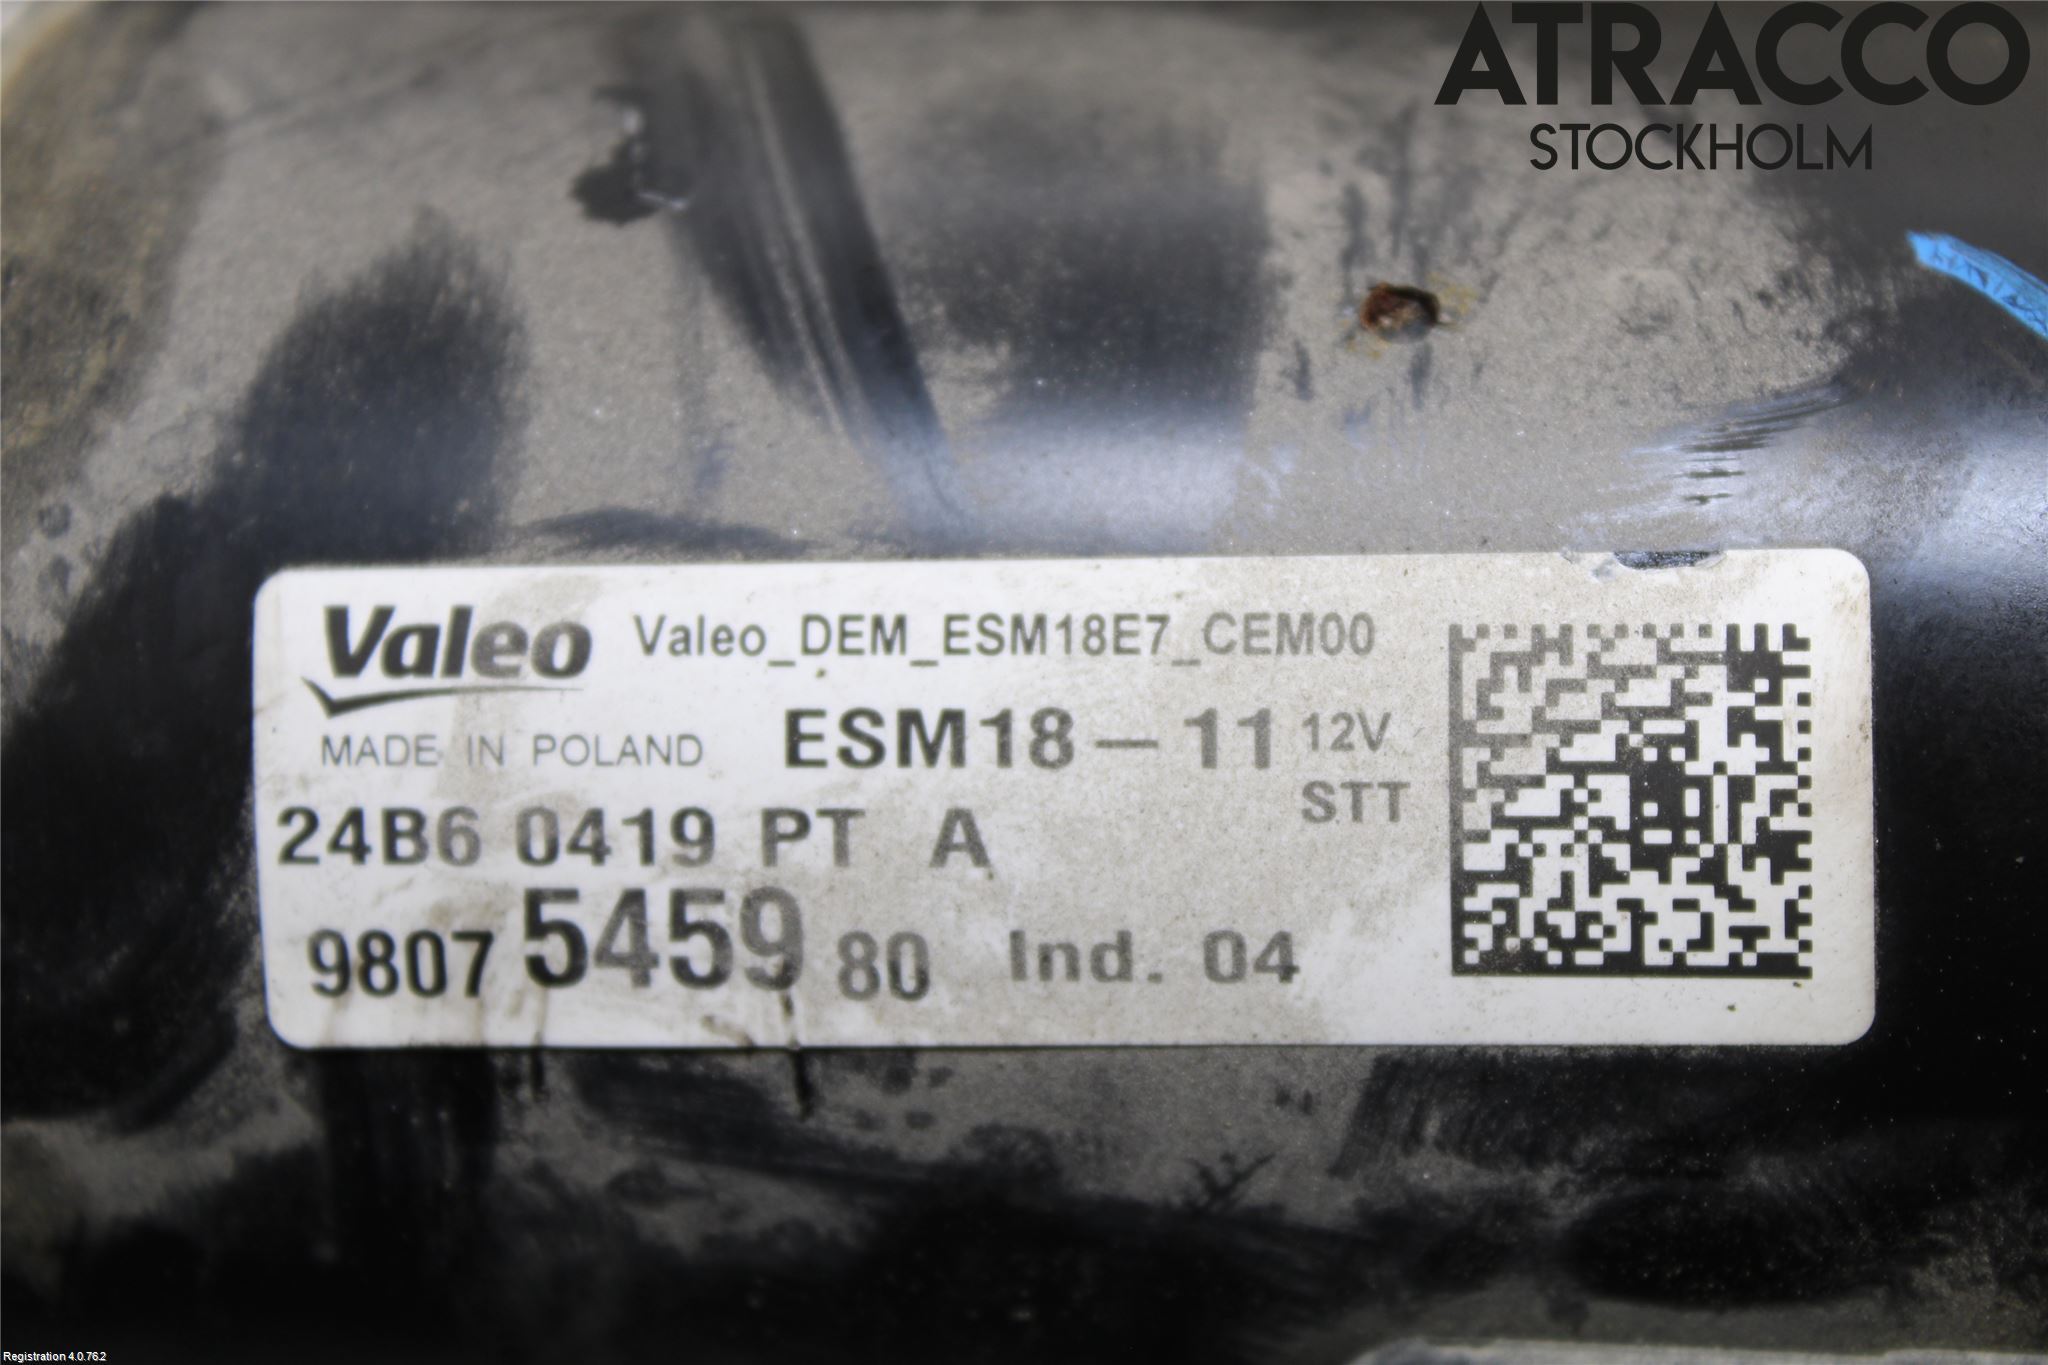 ATRACCO
STOCKHOLM
Valeo Valeo_DEM_ESM18E7_CEM00
MADE IN POLAND ESM18-11 12V
STT
24B6 0419 PT A
9807 5459 80 Ind. 04
Registration 4.0.76.2